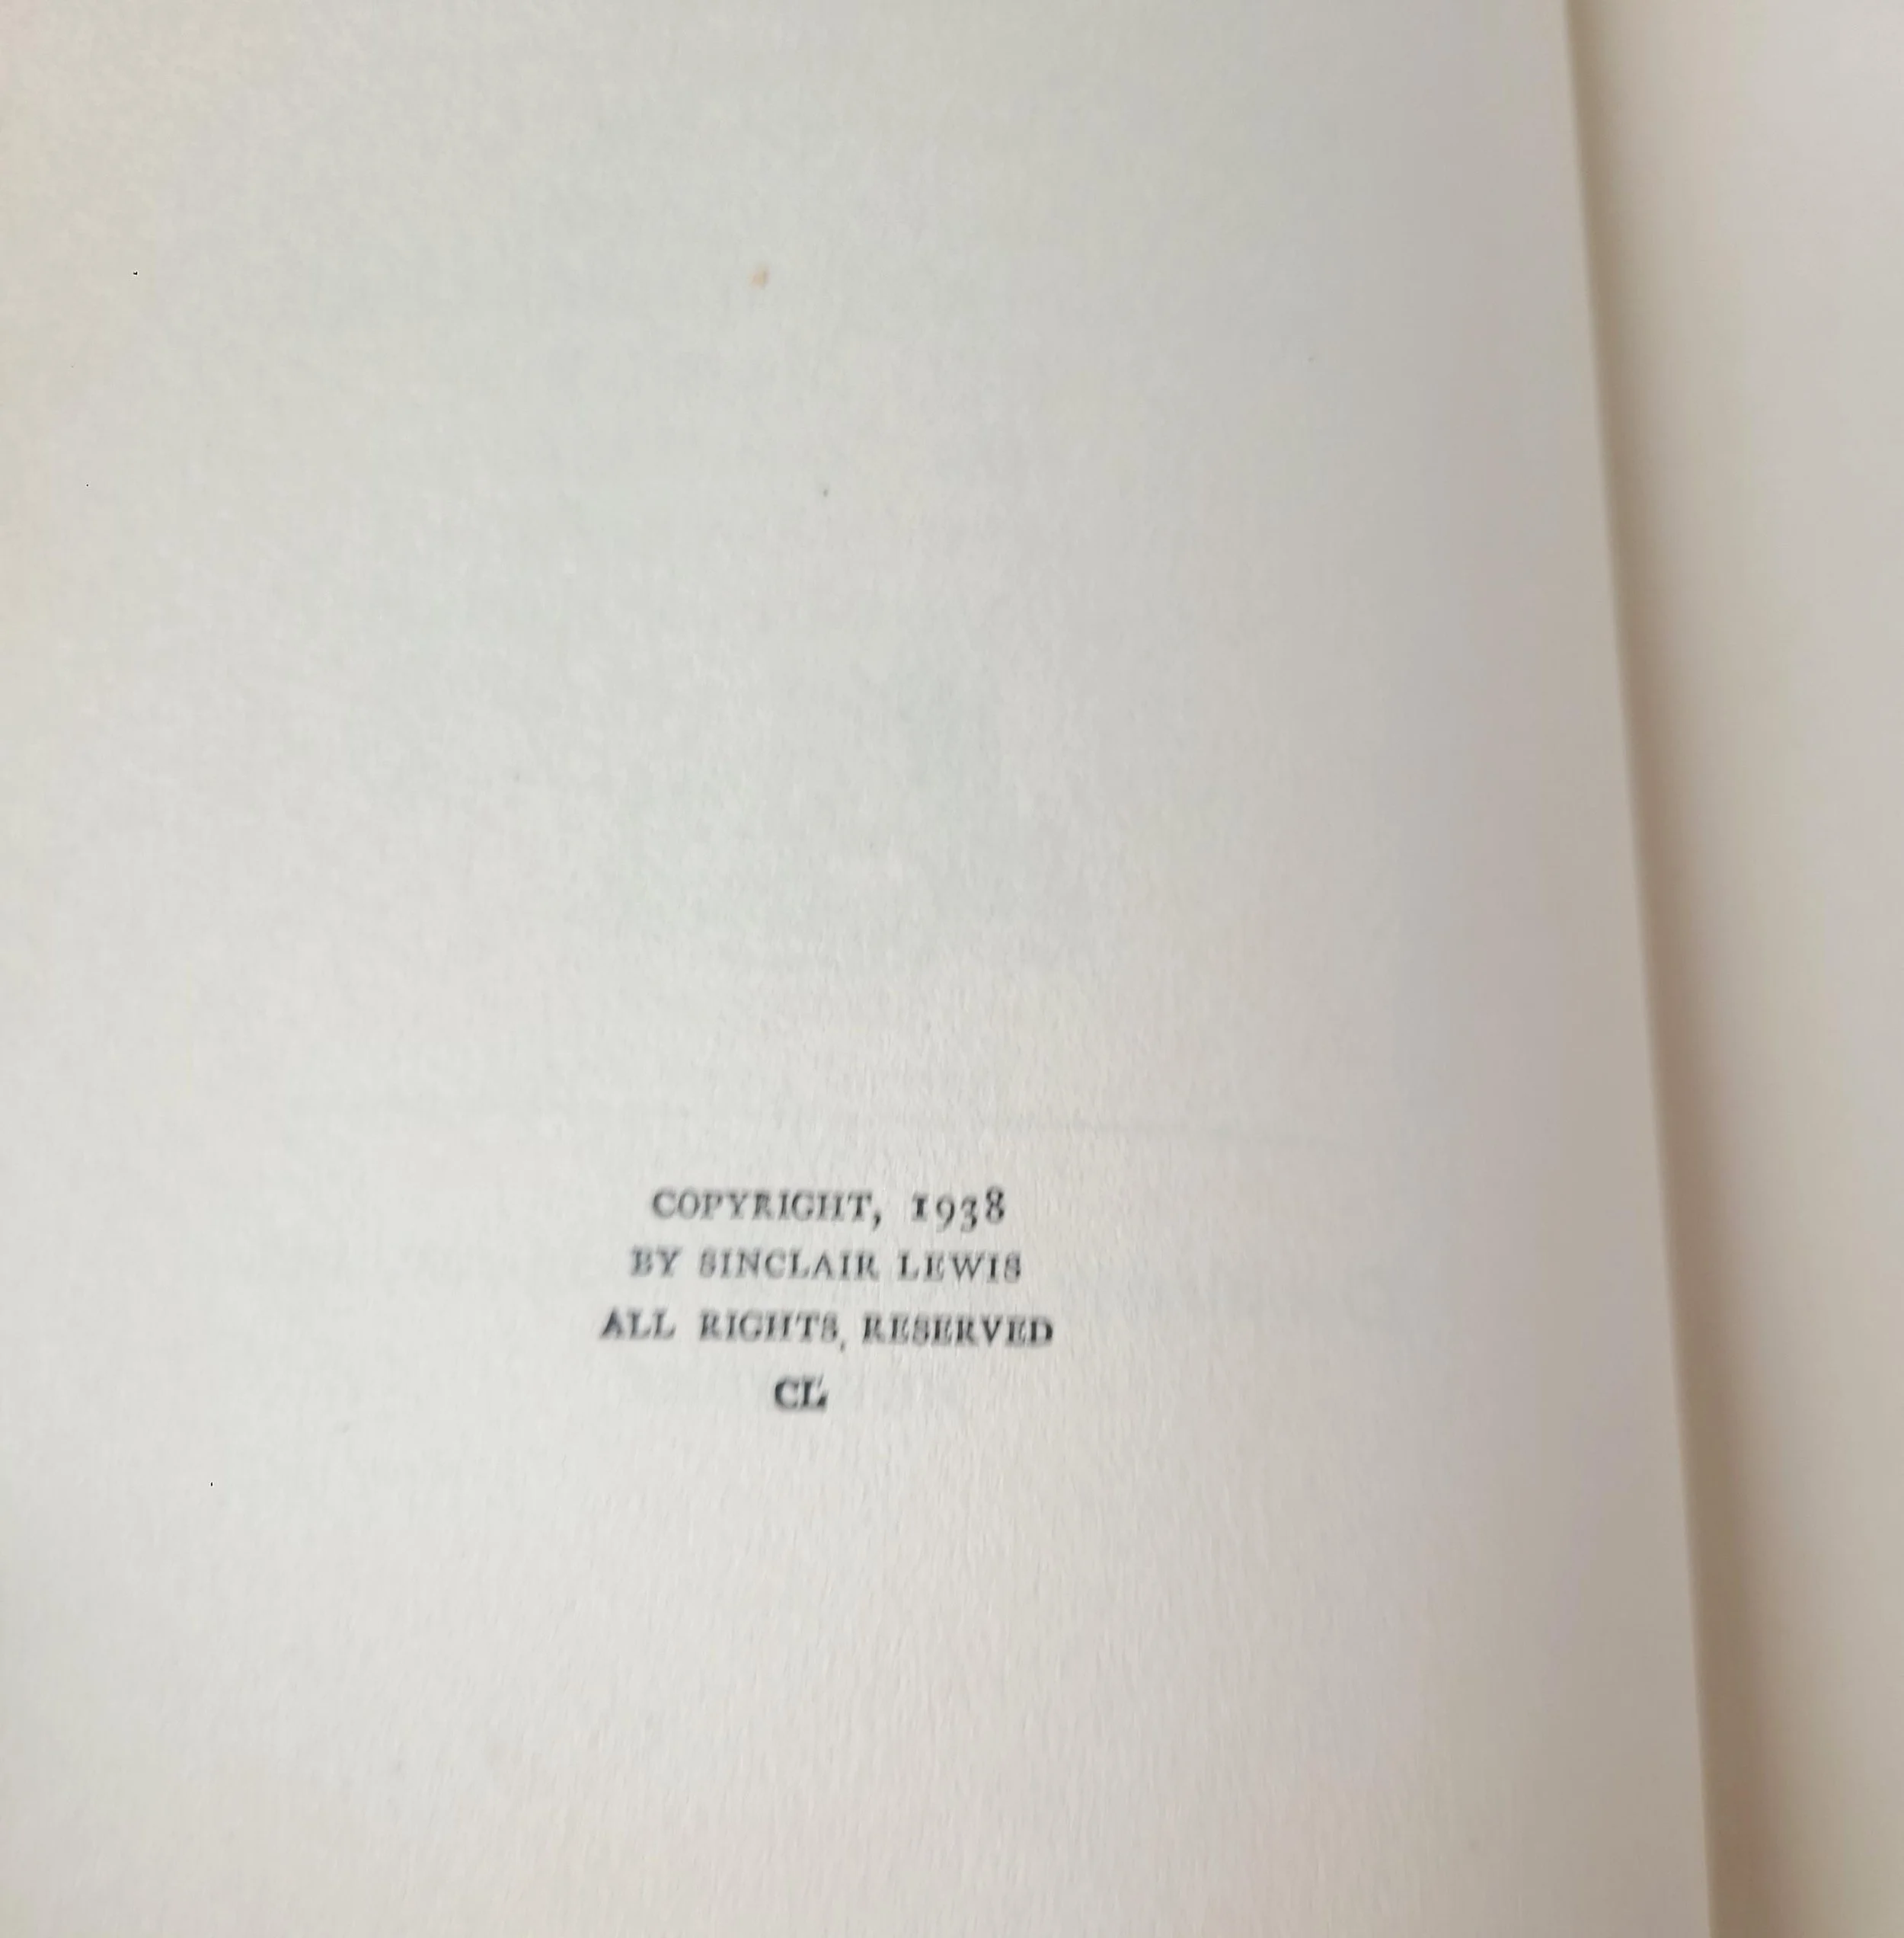 COPYRIGHT, 1938
BY SINCLAIR LEWIS
ALL RIGHTS RESERVED
CL